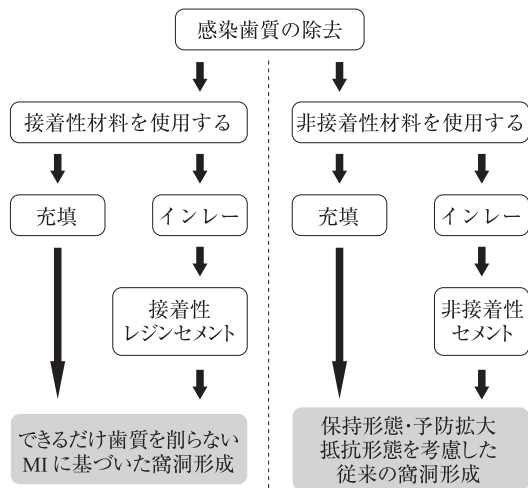 感染歯質の除去
接着性材料を使用する
非接着性材料を使用する
充填
インレー
充填
インレー
接着性
レジンセメント
非接着性
セメント
できるだけ歯質を削らない
MIに基づいた窩洞形成
保持形態・予防拡大
抵抗形態を考慮した
従来の窩洞形成